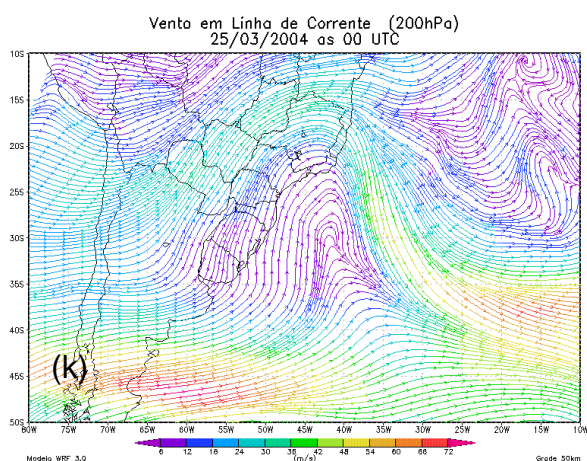 Vento em Linha de Corrente (200hPa)
25/03/2004 as 00 UTC
10S
15S
20S
25S
30S
35S
40S
45S
50S
(k)
80W 75W 70W 65W 60W 55W 50W 45W 40W 35W 30W 25W 20W 15W 10W
6 12 18 24 30 36 42 48 54 60 66 72
Modelo WRF 3.0 (m/s) Grade 50km